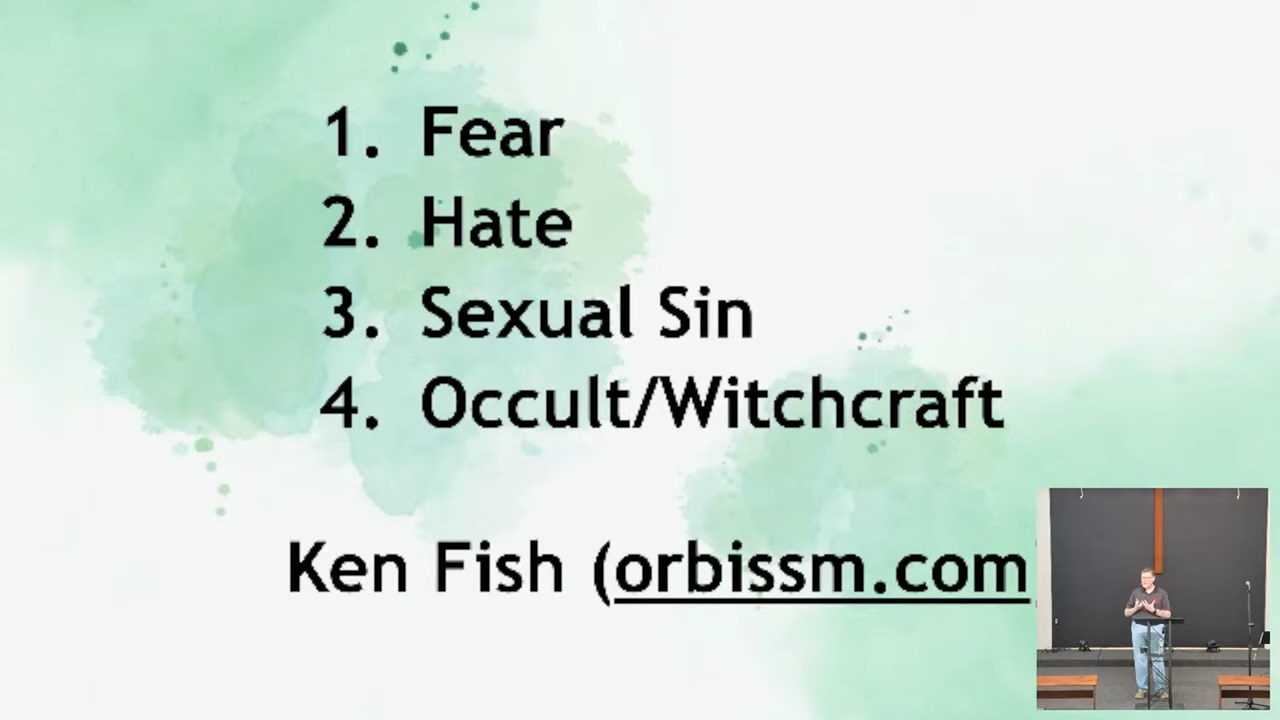 1. Fear
2. Hate
3. Sexual Sin
4. Occult/Witchcraft
Ken Fish (orbissm.com